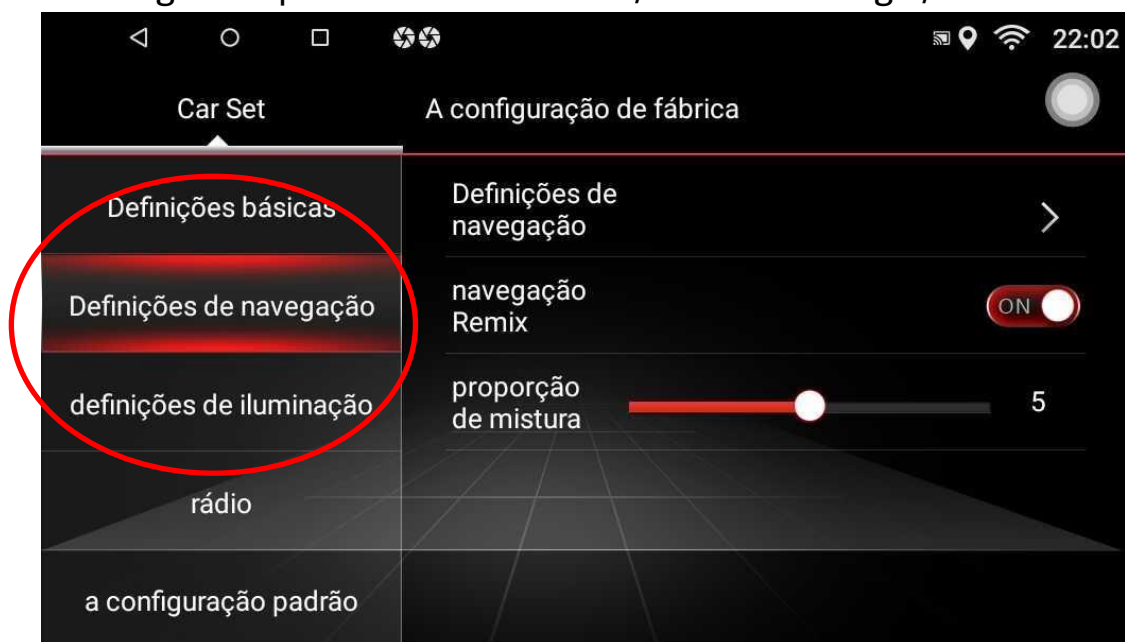 22:02
Car Set
A configuração de fábrica
Definições básicas
Definições de navegação
definições de iluminação
rádio
a configuração padrão
Definições de
navegação
navegação
Remix
ON
proporção
de mistura
5